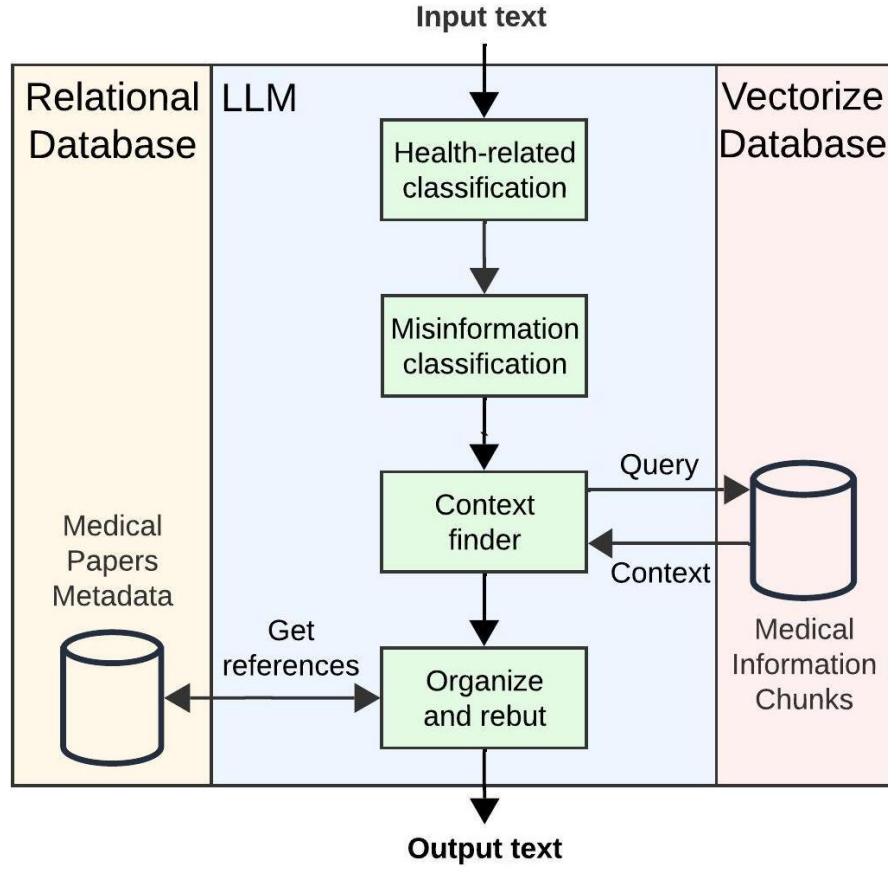 Input text
Relational
Database
LLM
Vectorize
Database
Health-related
classification
Misinformation
classification
Context
finder
Query
Context
Medical
Papers
Metadata
Medical
Information
Chunks
Get
references
Organize
and rebut
Output text